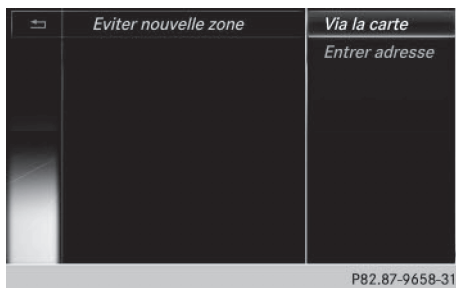 Eviter nouvelle zone
Via la carte
Entrer adresse
P82.87-9658-31